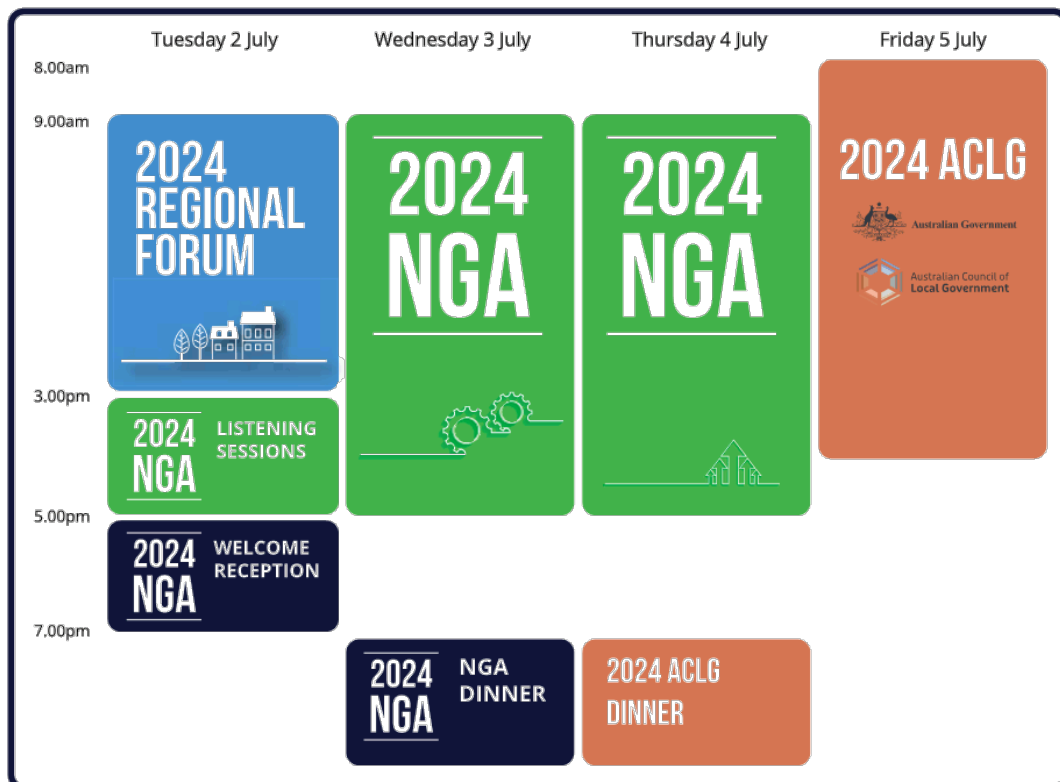 Tuesday 2 July
Wednesday 3 July
Thursday 4 July
Friday 5 July
8.00am
9.00am
3.00pm
5.00pm
7.00pm
2024
REGIONAL
FORUM
2024
NGA
LISTENING
SESSIONS
2024
NGA
WELCOME
RECEPTION
2024
NGA
2024
NGA
NGA
DINNER
2024
NGA
2024 ACLG
DINNER
2024 ACLG
Australian Government
Australian Council of
Local Government